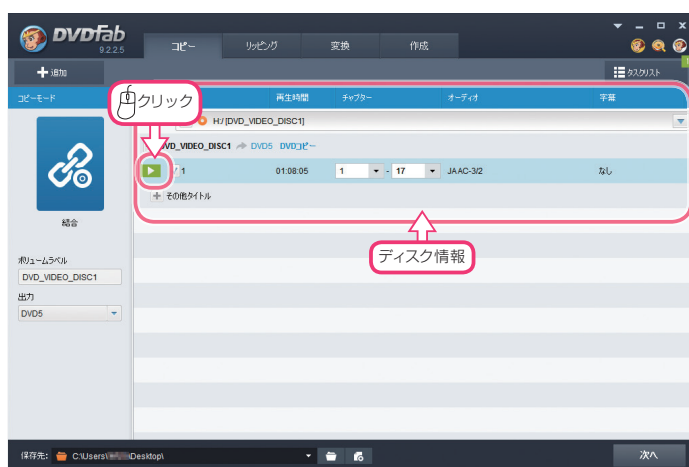 DVDFab
9.2.2.5
コピー
リッピング
変換
作成
追加
タスクリスト
コピーモード
再生時間
チャプター
オーディオ
字幕
クリック
H:/ [DVD_VIDEO_DISC1]
VD_VIDEO_DISC1 DVD5 DVDコピー
1 01:08:05 1 - 17 JAAC-3/2 なし
その他タイトル
結合
ディスク情報
ボリュームラベル
DVD_VIDEO_DISC1
出力
DVD5
保存先: C:\Users\ Desktop\
次へ